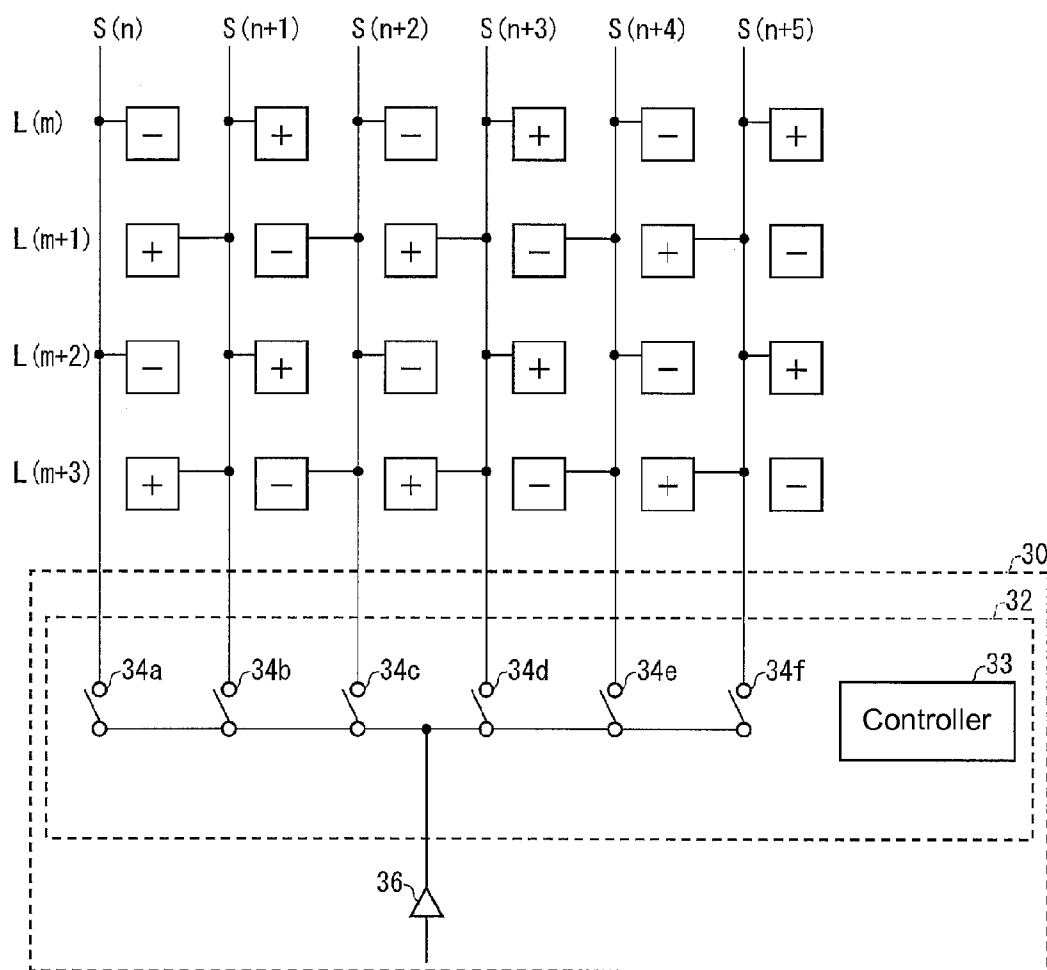 S(n) S(n+1) S(n+2) S(n+3) S(n+4) S(n+5)
L(m) − + − + − +
L(m+1) + − + − + −
L(m+2) − + − + − +
L(m+3) + − + − + −
30
32
34a 34b 34c 34d 34e 34f 33
Controller
36